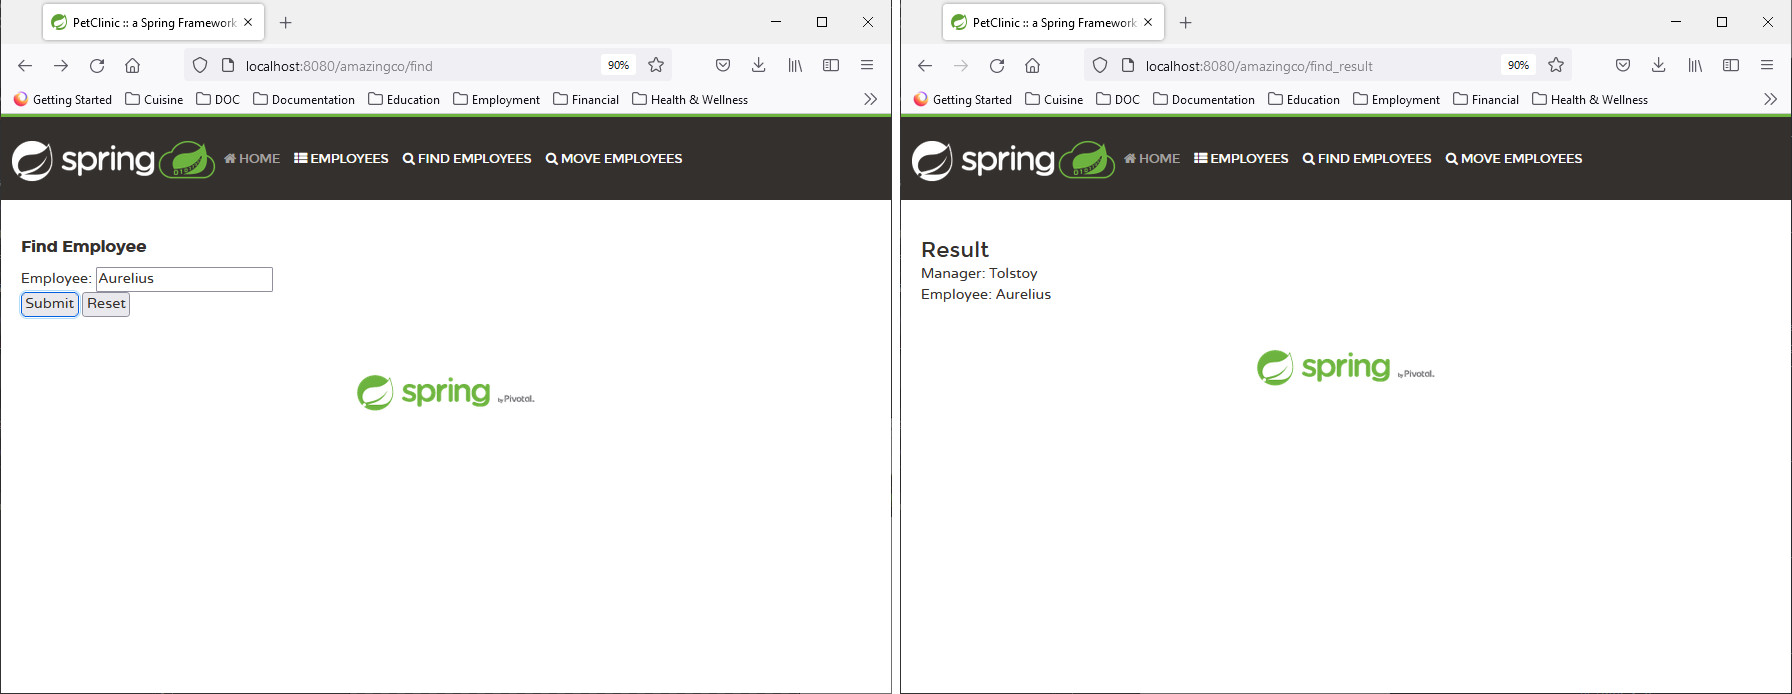 PetClinic :: a Spring Framework
localhost:8080/amazingco/find
90%
Getting Started Cuisine DOC Documentation Education Employment Financial Health & Wellness
spring
HOME EMPLOYEES FIND EMPLOYEES MOVE EMPLOYEES
Find Employee
Employee: Aurelius
Submit Reset
spring by Pivotal.
PetClinic :: a Spring Framework
localhost:8080/amazingco/find_result
90%
Getting Started Cuisine DOC Documentation Education Employment Financial Health & Wellness
spring
HOME EMPLOYEES FIND EMPLOYEES MOVE EMPLOYEES
Result
Manager: Tolstoy
Employee: Aurelius
spring by Pivotal.